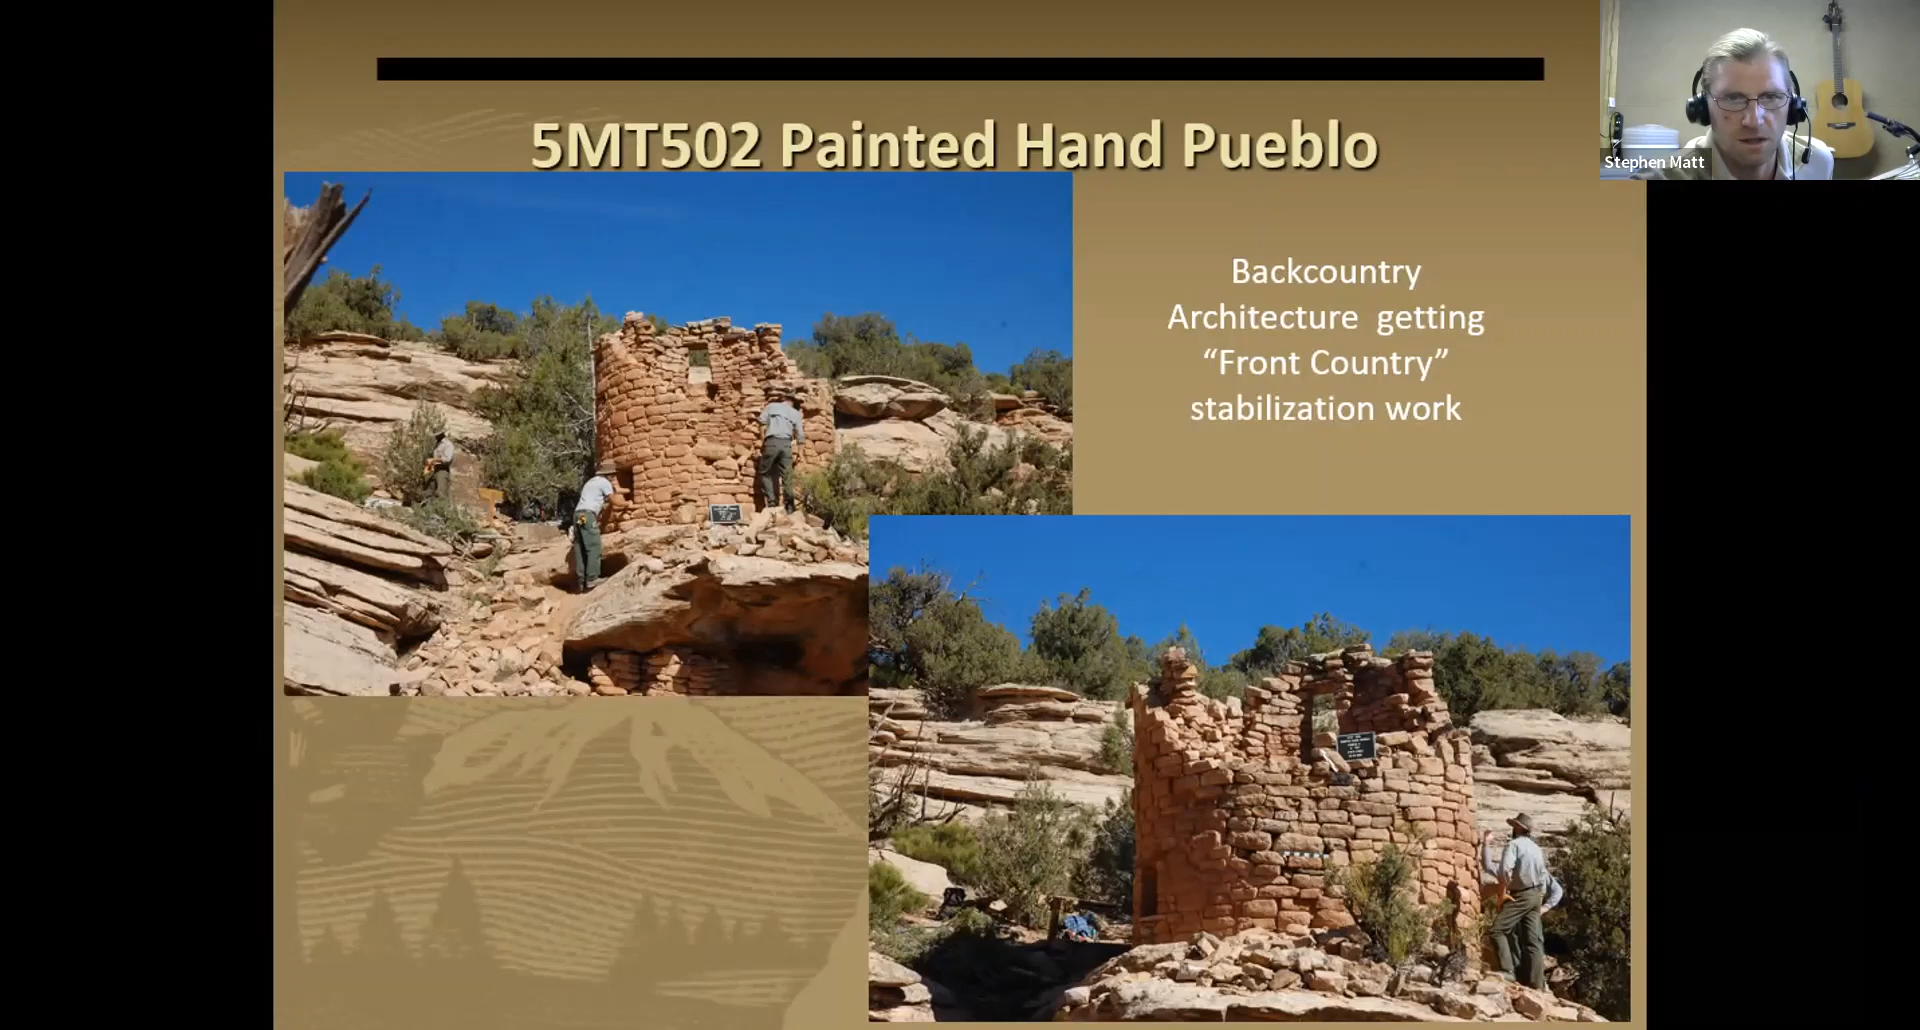 5MT502 Painted Hand Pueblo
Stephen Matt
Backcountry
Architecture getting
“Front Country”
stabilization work